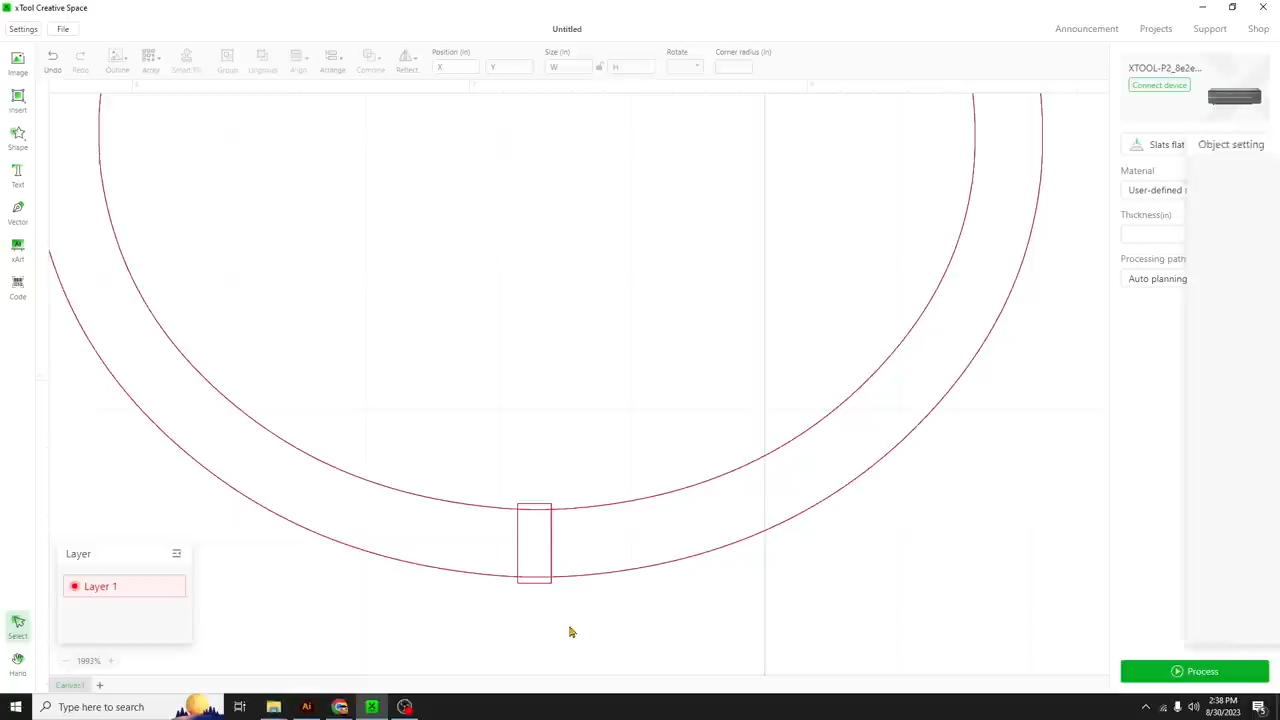 xTool Creative Space
Settings
File
Untitled
Announcement
Projects
Support
Shop
Undo
Redo
Outline
Array
Smart fill
Group
Ungroup
Align
Arrange
Combine
Reflect
Position (in)
X
Y
Size (in)
W
H
Rotate
°
Corner radius (in)
Image
Insert
Shape
Text
Vector
xArt
Code
Select
Hand
XTOOL-P2_8e2e...
Connect device
Slats flat
Object setting
Material
User-defined
Thickness(in)
Processing path
Auto planning
Layer
Layer 1
1993%
Canvas1
Process
Type here to search
Ai
2:38 PM
8/30/2023